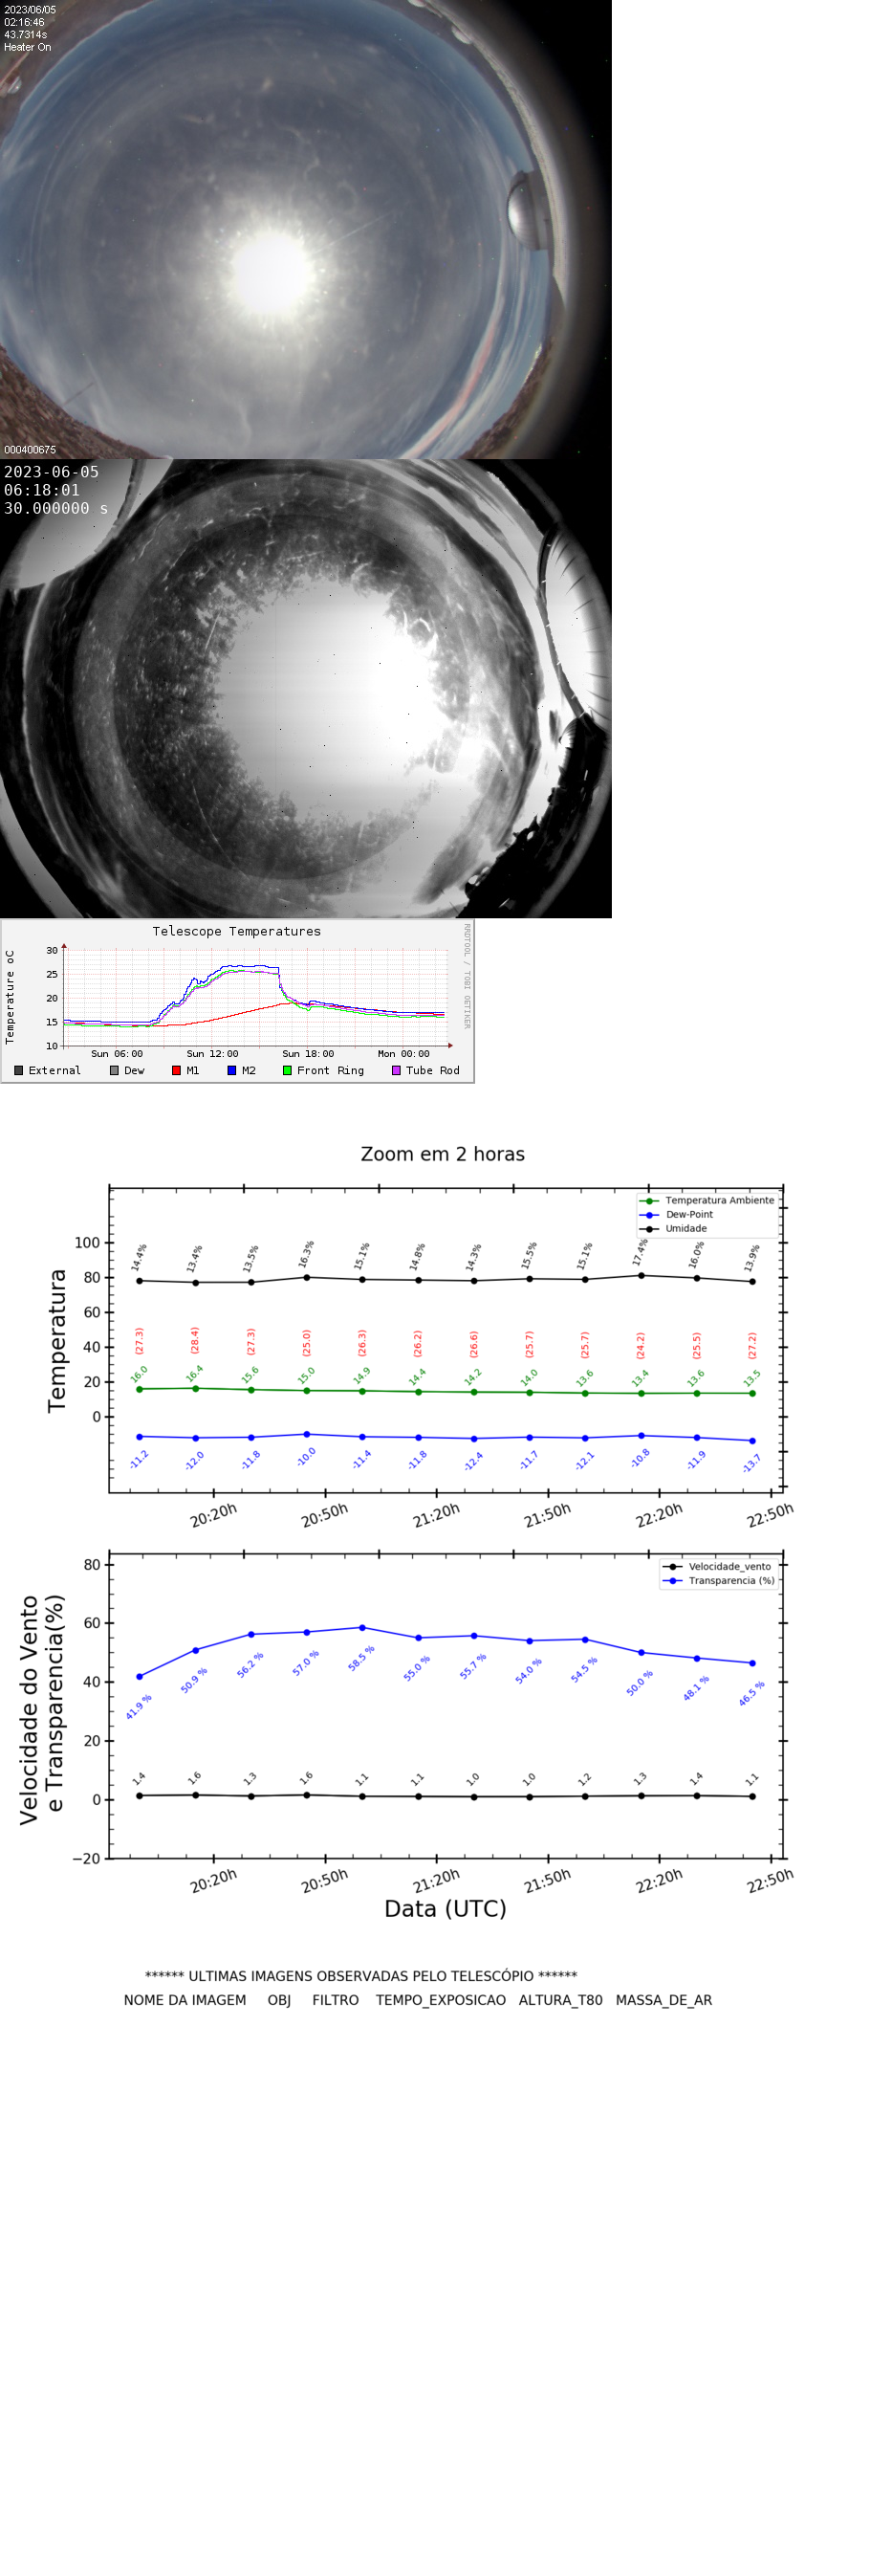 2023/06/05
02:16:46
43.7314s
Heater On
000400675
2023-06-05
06:18:01
30.000000 s
Telescope Temperatures
RRDTOOL / TOBI OETIKER
Temperature oC
30
25
20
15
10
Sun 06:00 Sun 12:00 Sun 18:00 Mon 00:00
External Dew M1 M2 Front Ring Tube Rod
Zoom em 2 horas
Temperatura Ambiente
Dew-Point
Umidade
Temperatura
100
80
60
40
20
0
14.4% 13.4% 13.5% 16.3% 15.1% 14.8% 14.3% 15.5% 15.1% 17.4% 16.0% 13.9%
(27.3) (28.4) (27.3) (25.0) (26.3) (26.2) (26.6) (25.7) (25.7) (24.2) (25.5) (27.2)
16.0 16.4 15.6 15.0 14.9 14.4 14.2 14.0 13.6 13.4 13.6 13.5
-11.2 -12.0 -11.8 -10.0 -11.4 -11.8 -12.4 -11.7 -12.1 -10.8 -11.9 -13.7
20:20h 20:50h 21:20h 21:50h 22:20h 22:50h
Velocidade_vento
Transparencia (%)
Velocidade do Vento
e Transparencia(%)
80
60
40
20
0
−20
41.9 % 50.9 % 56.2 % 57.0 % 58.5 % 55.0 % 55.7 % 54.0 % 54.5 % 50.0 % 48.1 % 46.5 %
1.4 1.6 1.3 1.6 1.1 1.1 1.0 1.0 1.2 1.3 1.4 1.1
20:20h 20:50h 21:20h 21:50h 22:20h 22:50h
Data (UTC)
****** ULTIMAS IMAGENS OBSERVADAS PELO TELESCÓPIO ******
NOME DA IMAGEM OBJ FILTRO TEMPO_EXPOSICAO ALTURA_T80 MASSA_DE_AR